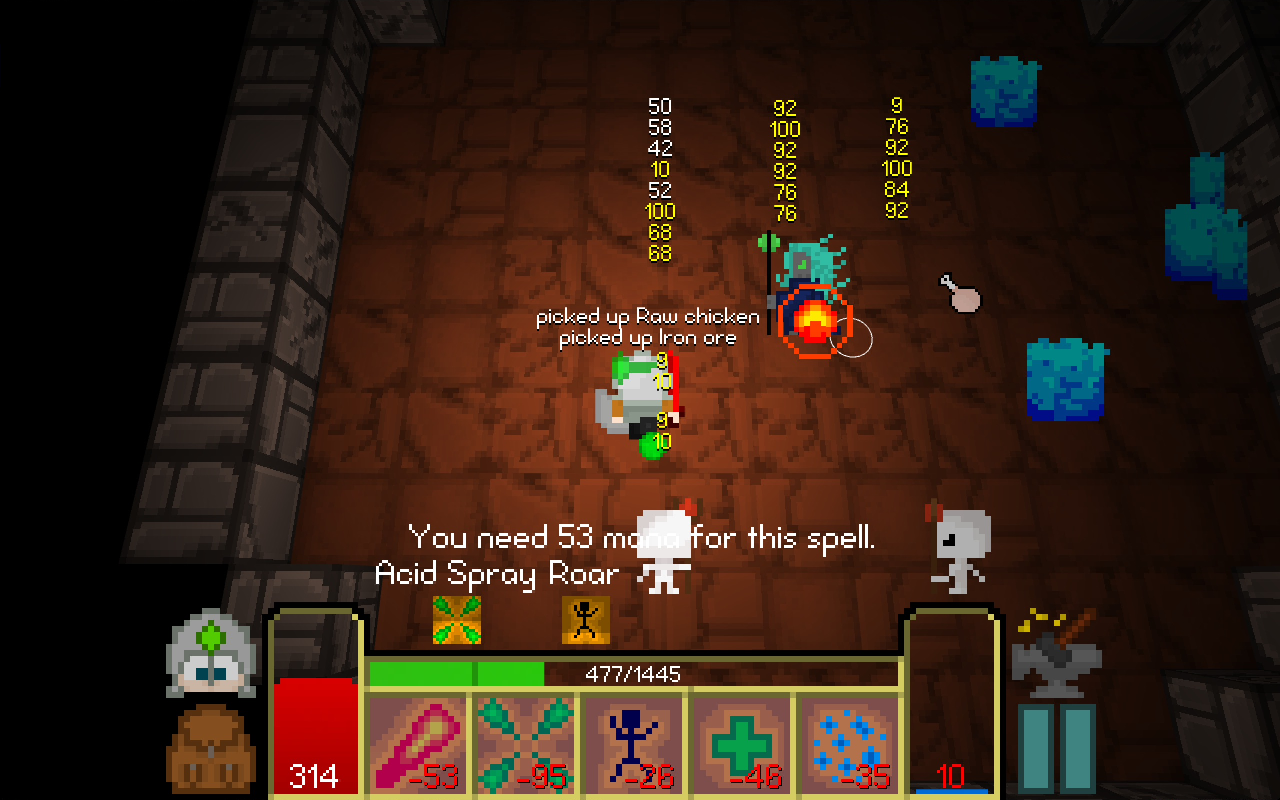 50 92 9
58 100 76
42 92 92
10 92 100
52 76 84
100 76 92
68
68
picked up Raw chicken
picked up Iron ore
9
10
9
10
You need 53 mana for this spell.
Acid Spray Roar
477/1445
314 -53 -95 -26 -46 -35 10